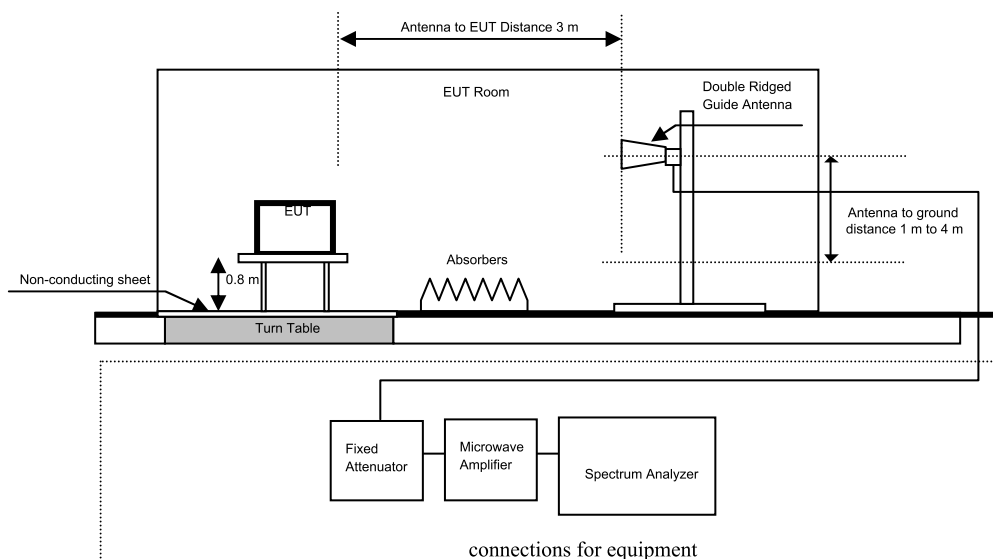 Antenna to EUT Distance 3 m
EUT Room
Double Ridged
Guide Antenna
EUT
Antenna to ground
distance 1 m to 4 m
Absorbers
Non-conducting sheet
0.8 m
Turn Table
Fixed
Attenuator
Microwave
Amplifier
Spectrum Analyzer
connections for equipment